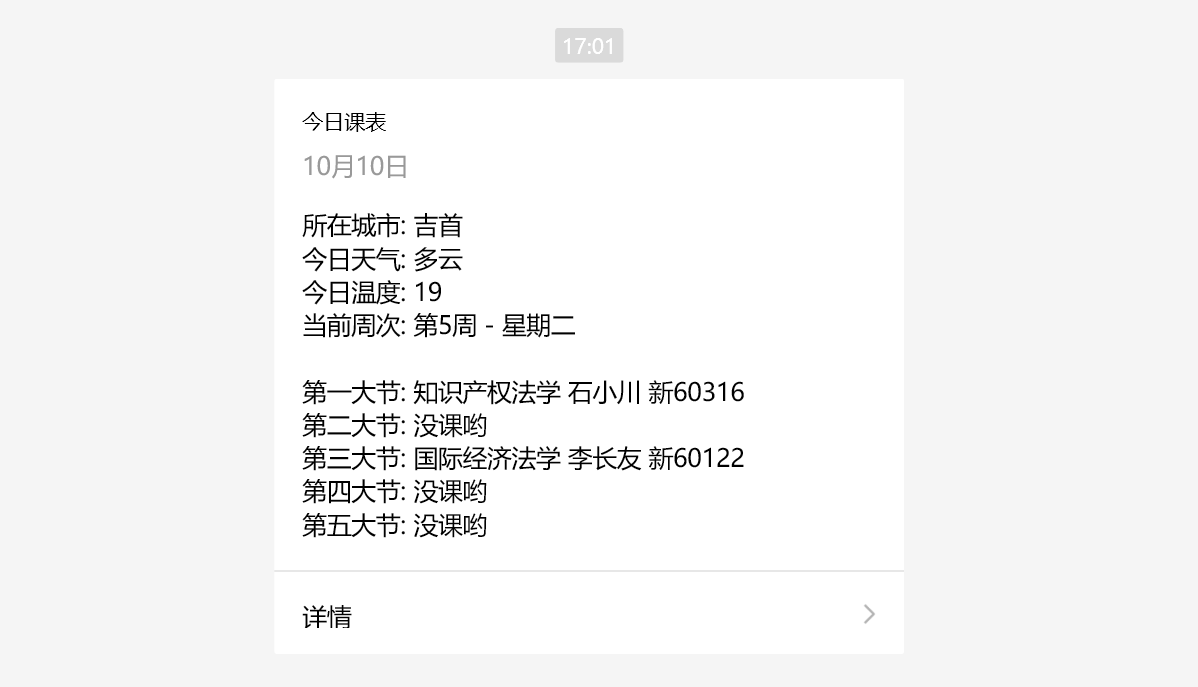 17:01
今日课表
10月10日
所在城市: 吉首
今日天气: 多云
今日温度: 19
当前周次: 第5周 - 星期二
第一大节: 知识产权法学 石小川 新60316
第二大节: 没课哟
第三大节: 国际经济法学 李长友 新60122
第四大节: 没课哟
第五大节: 没课哟
详情